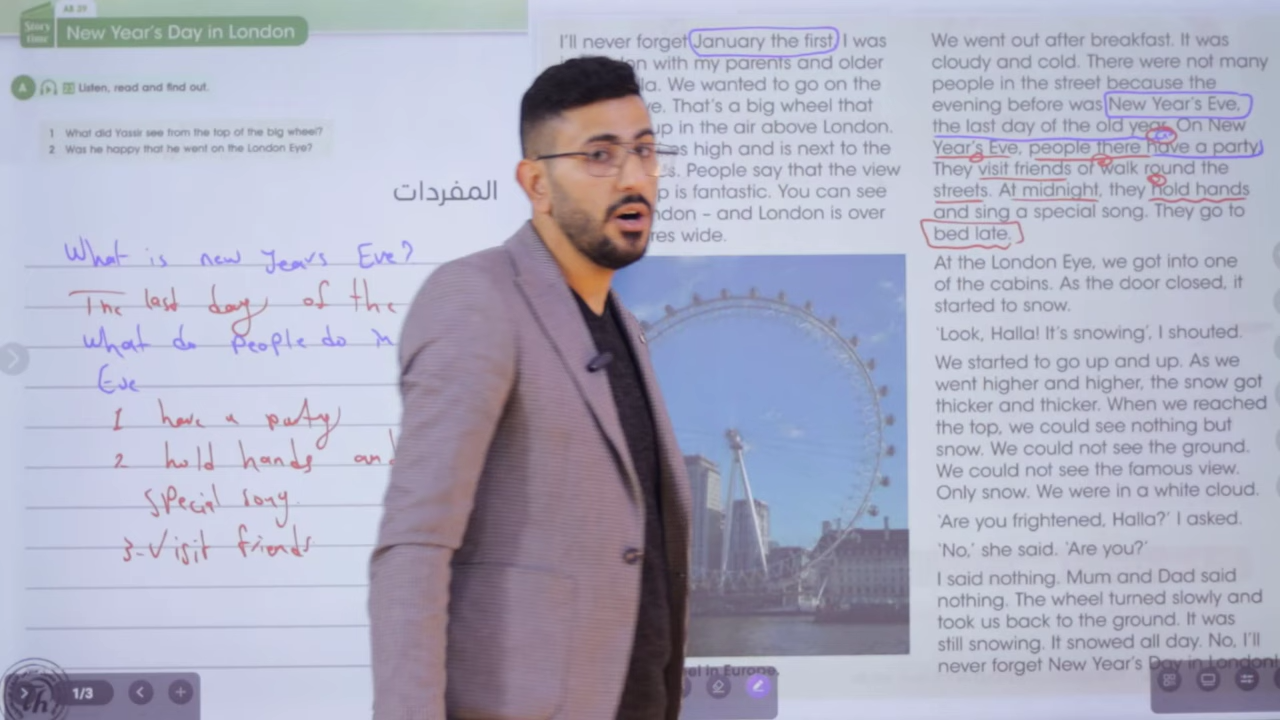 AB 39
Story time
New Year's Day in London
A 23 Listen, read and find out.
1 What did Yassir see from the top of the big wheel?
2 Was he happy that he went on the London Eye?
المفردات
What is new years Eve?
The last day of the
What do people do in
Eve
1 have a party
2 hold hands and
special song
3-Visit friends
1/3
I'll never forget January the first. I was
with my parents and older
We wanted to go on the
That's a big wheel that
up in the air above London.
high and is next to the
People say that the view
is fantastic. You can see
– and London is over
wide.
in Europe.
We went out after breakfast. It was
cloudy and cold. There were not many
people in the street because the
evening before was New Year's Eve,
the last day of the old year. On New
Year's Eve, people there have a party.
They visit friends or walk round the
streets. At midnight, they hold hands
and sing a special song. They go to
bed late.
At the London Eye, we got into one
of the cabins. As the door closed, it
started to snow.
'Look, Halla! It's snowing', I shouted.
We started to go up and up. As we
went higher and higher, the snow got
thicker and thicker. When we reached
the top, we could see nothing but
snow. We could not see the ground.
We could not see the famous view.
Only snow. We were in a white cloud.
'Are you frightened, Halla?' I asked.
'No,' she said. 'Are you?'
I said nothing. Mum and Dad said
nothing. The wheel turned slowly and
took us back to the ground. It was
still snowing. It snowed all day. No, I'll
never forget New Year's Day in London!